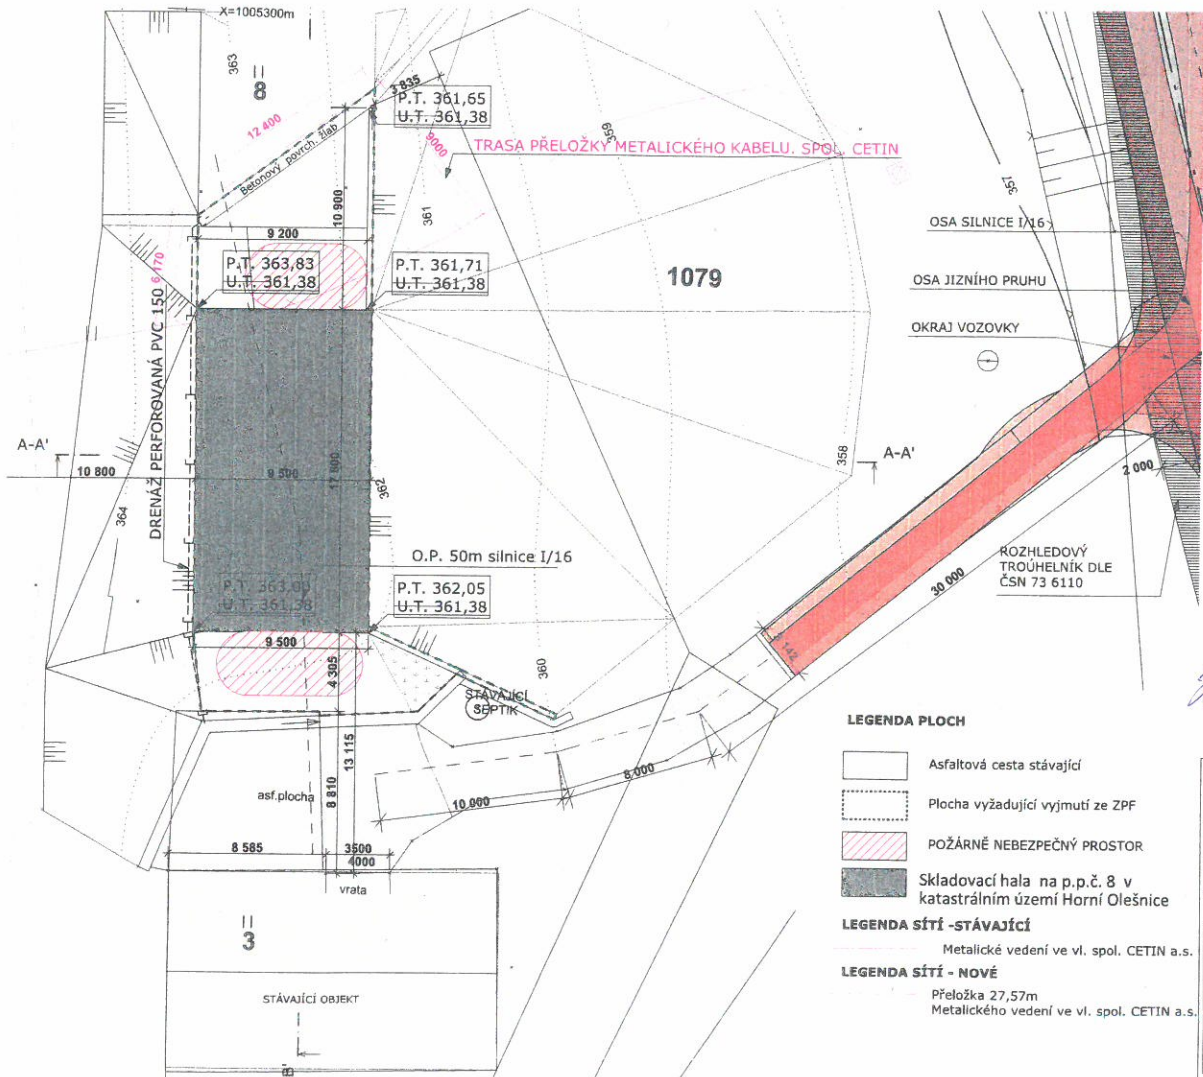 X=1005300m
363
8
3 835
P.T. 361,65
U.T. 361,38
12 400
Betonový povrch. žlab
9000
TRASA PŘELOŽKY METALICKÉHO KABELU. SPOL. CETIN
359
357
10 900
361
9 200
OSA SILNICE I/16
P.T. 363,83
U.T. 361,38
P.T. 361,71
U.T. 361,38
1079
OSA JIZNÍHO PRUHU
6 170
OKRAJ VOZOVKY
DRENÁŽ PERFOROVANÁ PVC 150
A-A'
A-A'
10 800
9 500
17 800
362
358
2 000
364
O.P. 50m silnice I/16
ROZHLEDOVÝ
TROÚHELNÍK DLE
ČSN 73 6110
U.T. 361,38
P.T. 362,05
U.T. 361,38
30 000
9 500
4 305
360
142
STÁVAJÍCÍ
SEPTIK
13 115
8 810
asf.plocha
8 000
10 000
8 585
3500
4000
vrata
3
STÁVAJÍCÍ OBJEKT
B'
LEGENDA PLOCH
Asfaltová cesta stávající
Plocha vyžadující vyjmutí ze ZPF
POŽÁRNĚ NEBEZPEČNÝ PROSTOR
Skladovací hala na p.p.č. 8 v
katastrálním území Horní Olešnice
LEGENDA SÍTÍ -STÁVAJÍCÍ
Metalické vedení ve vl. spol. CETIN a.s.
LEGENDA SÍTÍ - NOVÉ
Přeložka 27,57m
Metalického vedení ve vl. spol. CETIN a.s.